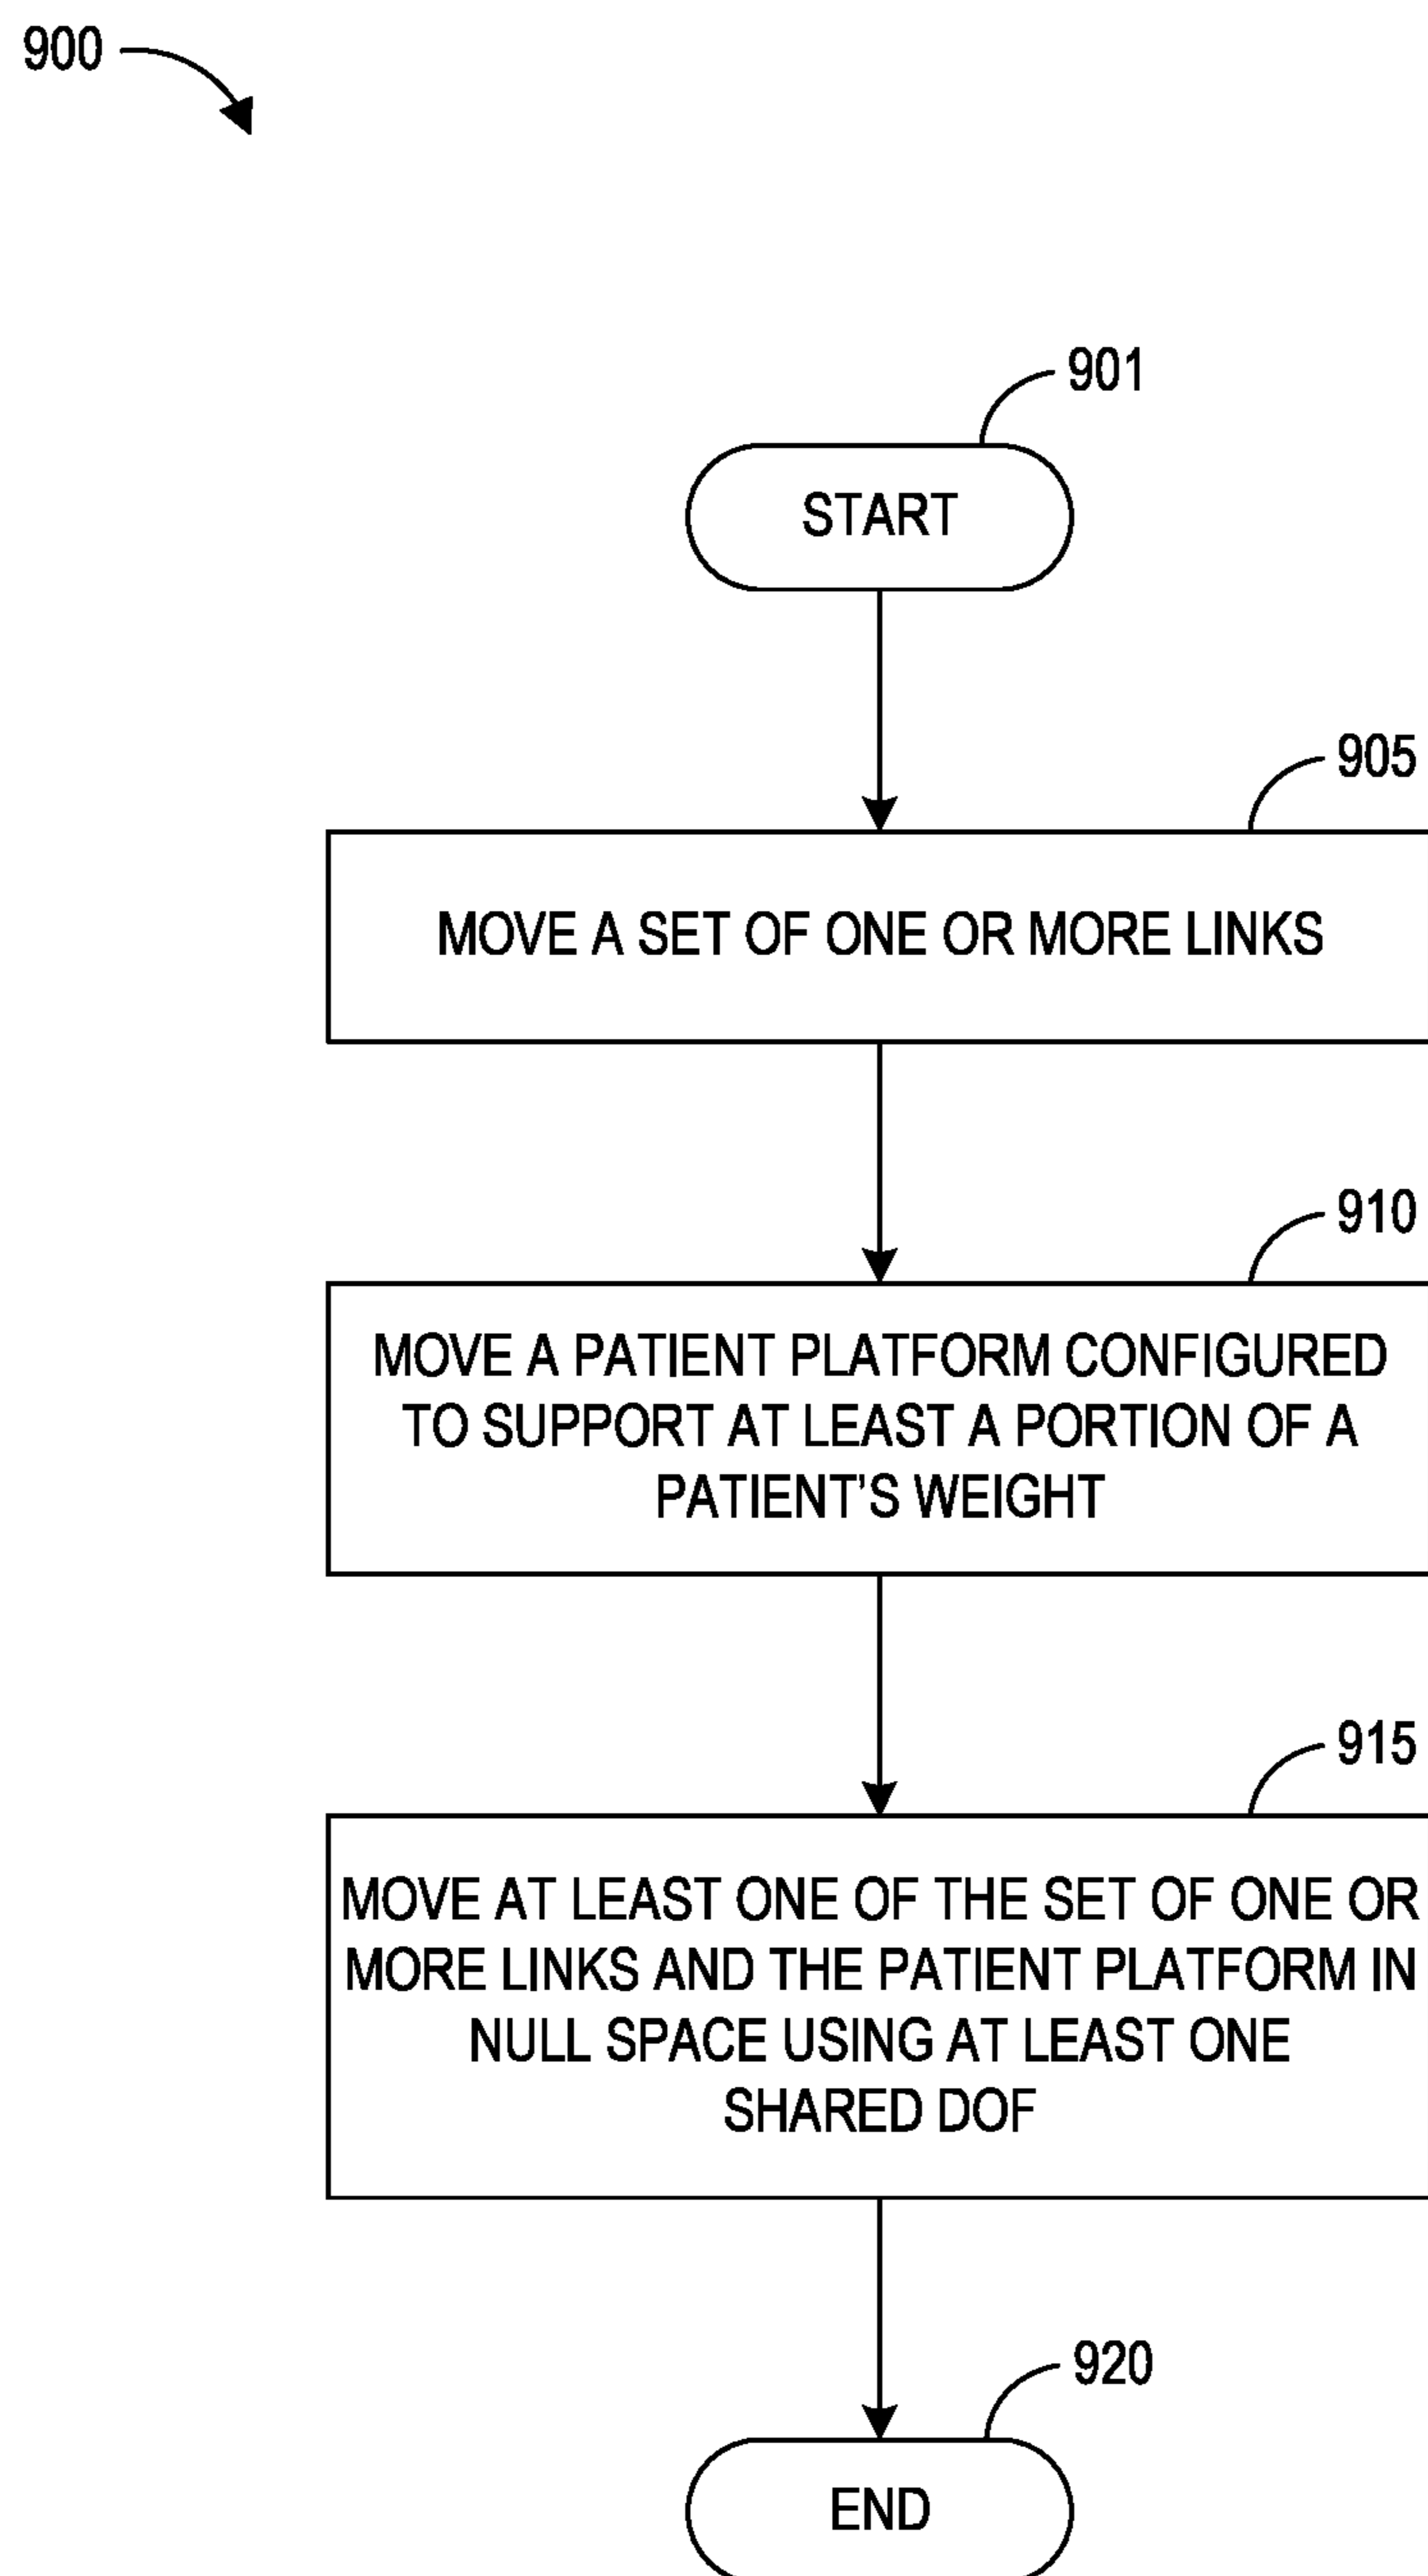 900
901
START
905
MOVE A SET OF ONE OR MORE LINKS
910
MOVE A PATIENT PLATFORM CONFIGURED
TO SUPPORT AT LEAST A PORTION OF A
PATIENT’S WEIGHT
915
MOVE AT LEAST ONE OF THE SET OF ONE OR
MORE LINKS AND THE PATIENT PLATFORM IN
NULL SPACE USING AT LEAST ONE
SHARED DOF
920
END